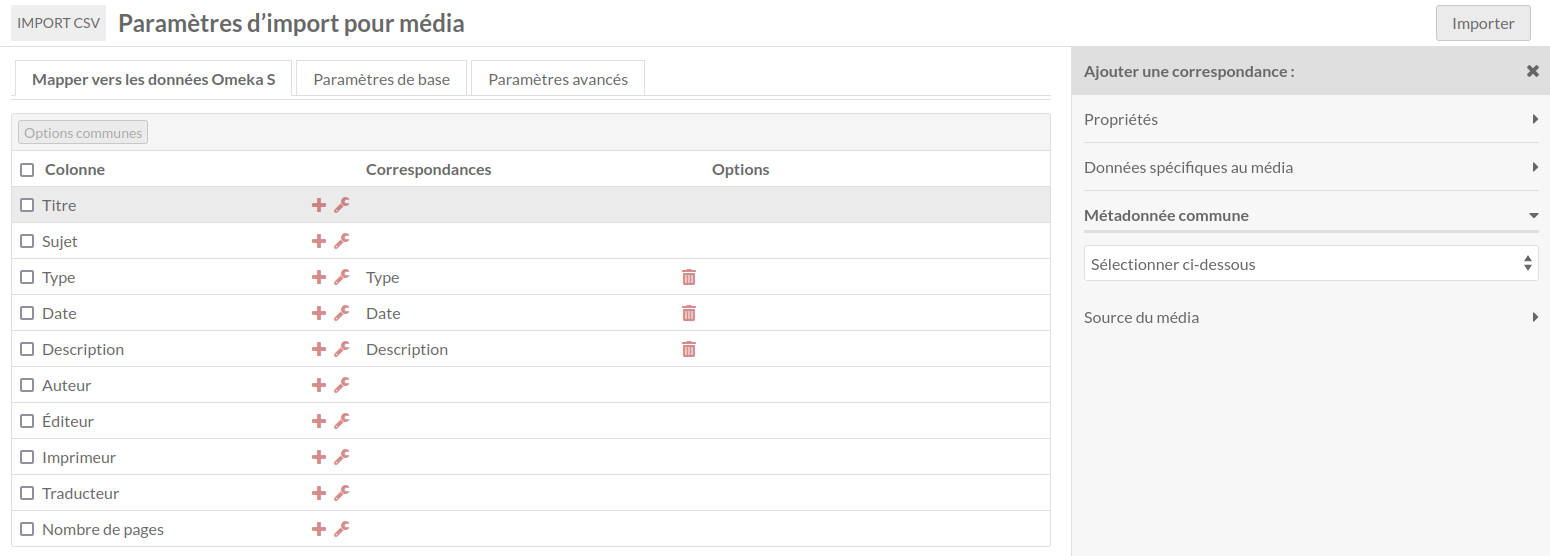 IMPORT CSV Paramètres d’import pour média Importer
Mapper vers les données Omeka S Paramètres de base Paramètres avancés
Options communes
Colonne Correspondances Options
Titre
Sujet
Type Type
Date Date
Description Description
Auteur
Éditeur
Imprimeur
Traducteur
Nombre de pages
Ajouter une correspondance :
Propriétés
Données spécifiques au média
Métadonnée commune
Sélectionner ci-dessous
Source du média